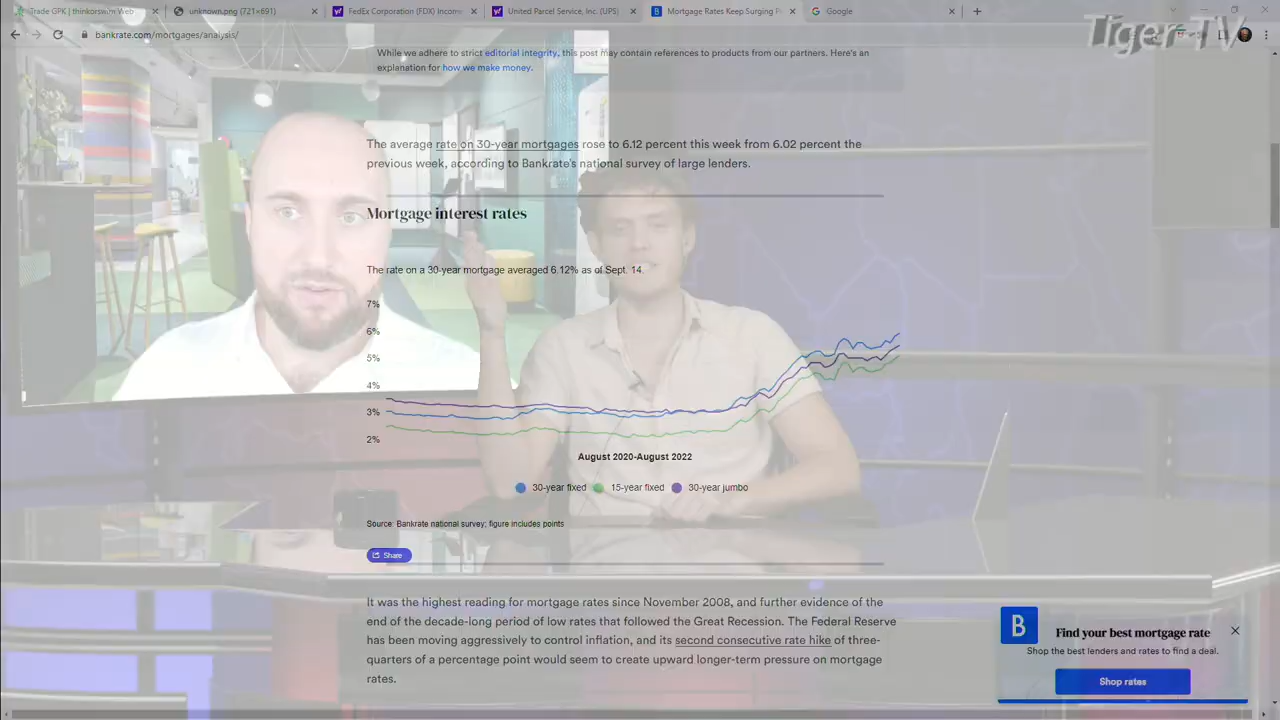 Trade GPK | thinkorswim Web
unknown.png (721×691)
FedEx Corporation (FDX) Income
United Parcel Service, Inc. (UPS)
Mortgage Rates Keep Surging P
Google
bankrate.com/mortgages/analysis/
Tiger TV
While we adhere to strict editorial integrity, this post may contain references to products from our partners. Here's an
explanation for how we make money.
The average rate on 30-year mortgages rose to 6.12 percent this week from 6.02 percent the
previous week, according to Bankrate's national survey of large lenders.
Mortgage interest rates
The rate on a 30-year mortgage averaged 6.12% as of Sept. 14.
7%
6%
5%
4%
3%
2%
August 2020-August 2022
30-year fixed 15-year fixed 30-year jumbo
Source: Bankrate national survey; figure includes points
Share
It was the highest reading for mortgage rates since November 2008, and further evidence of the
end of the decade-long period of low rates that followed the Great Recession. The Federal Reserve
has been moving aggressively to control inflation, and its second consecutive rate hike of three-
quarters of a percentage point would seem to create upward longer-term pressure on mortgage
rates.
B
Find your best mortgage rate
Shop the best lenders and rates to find a deal.
Shop rates